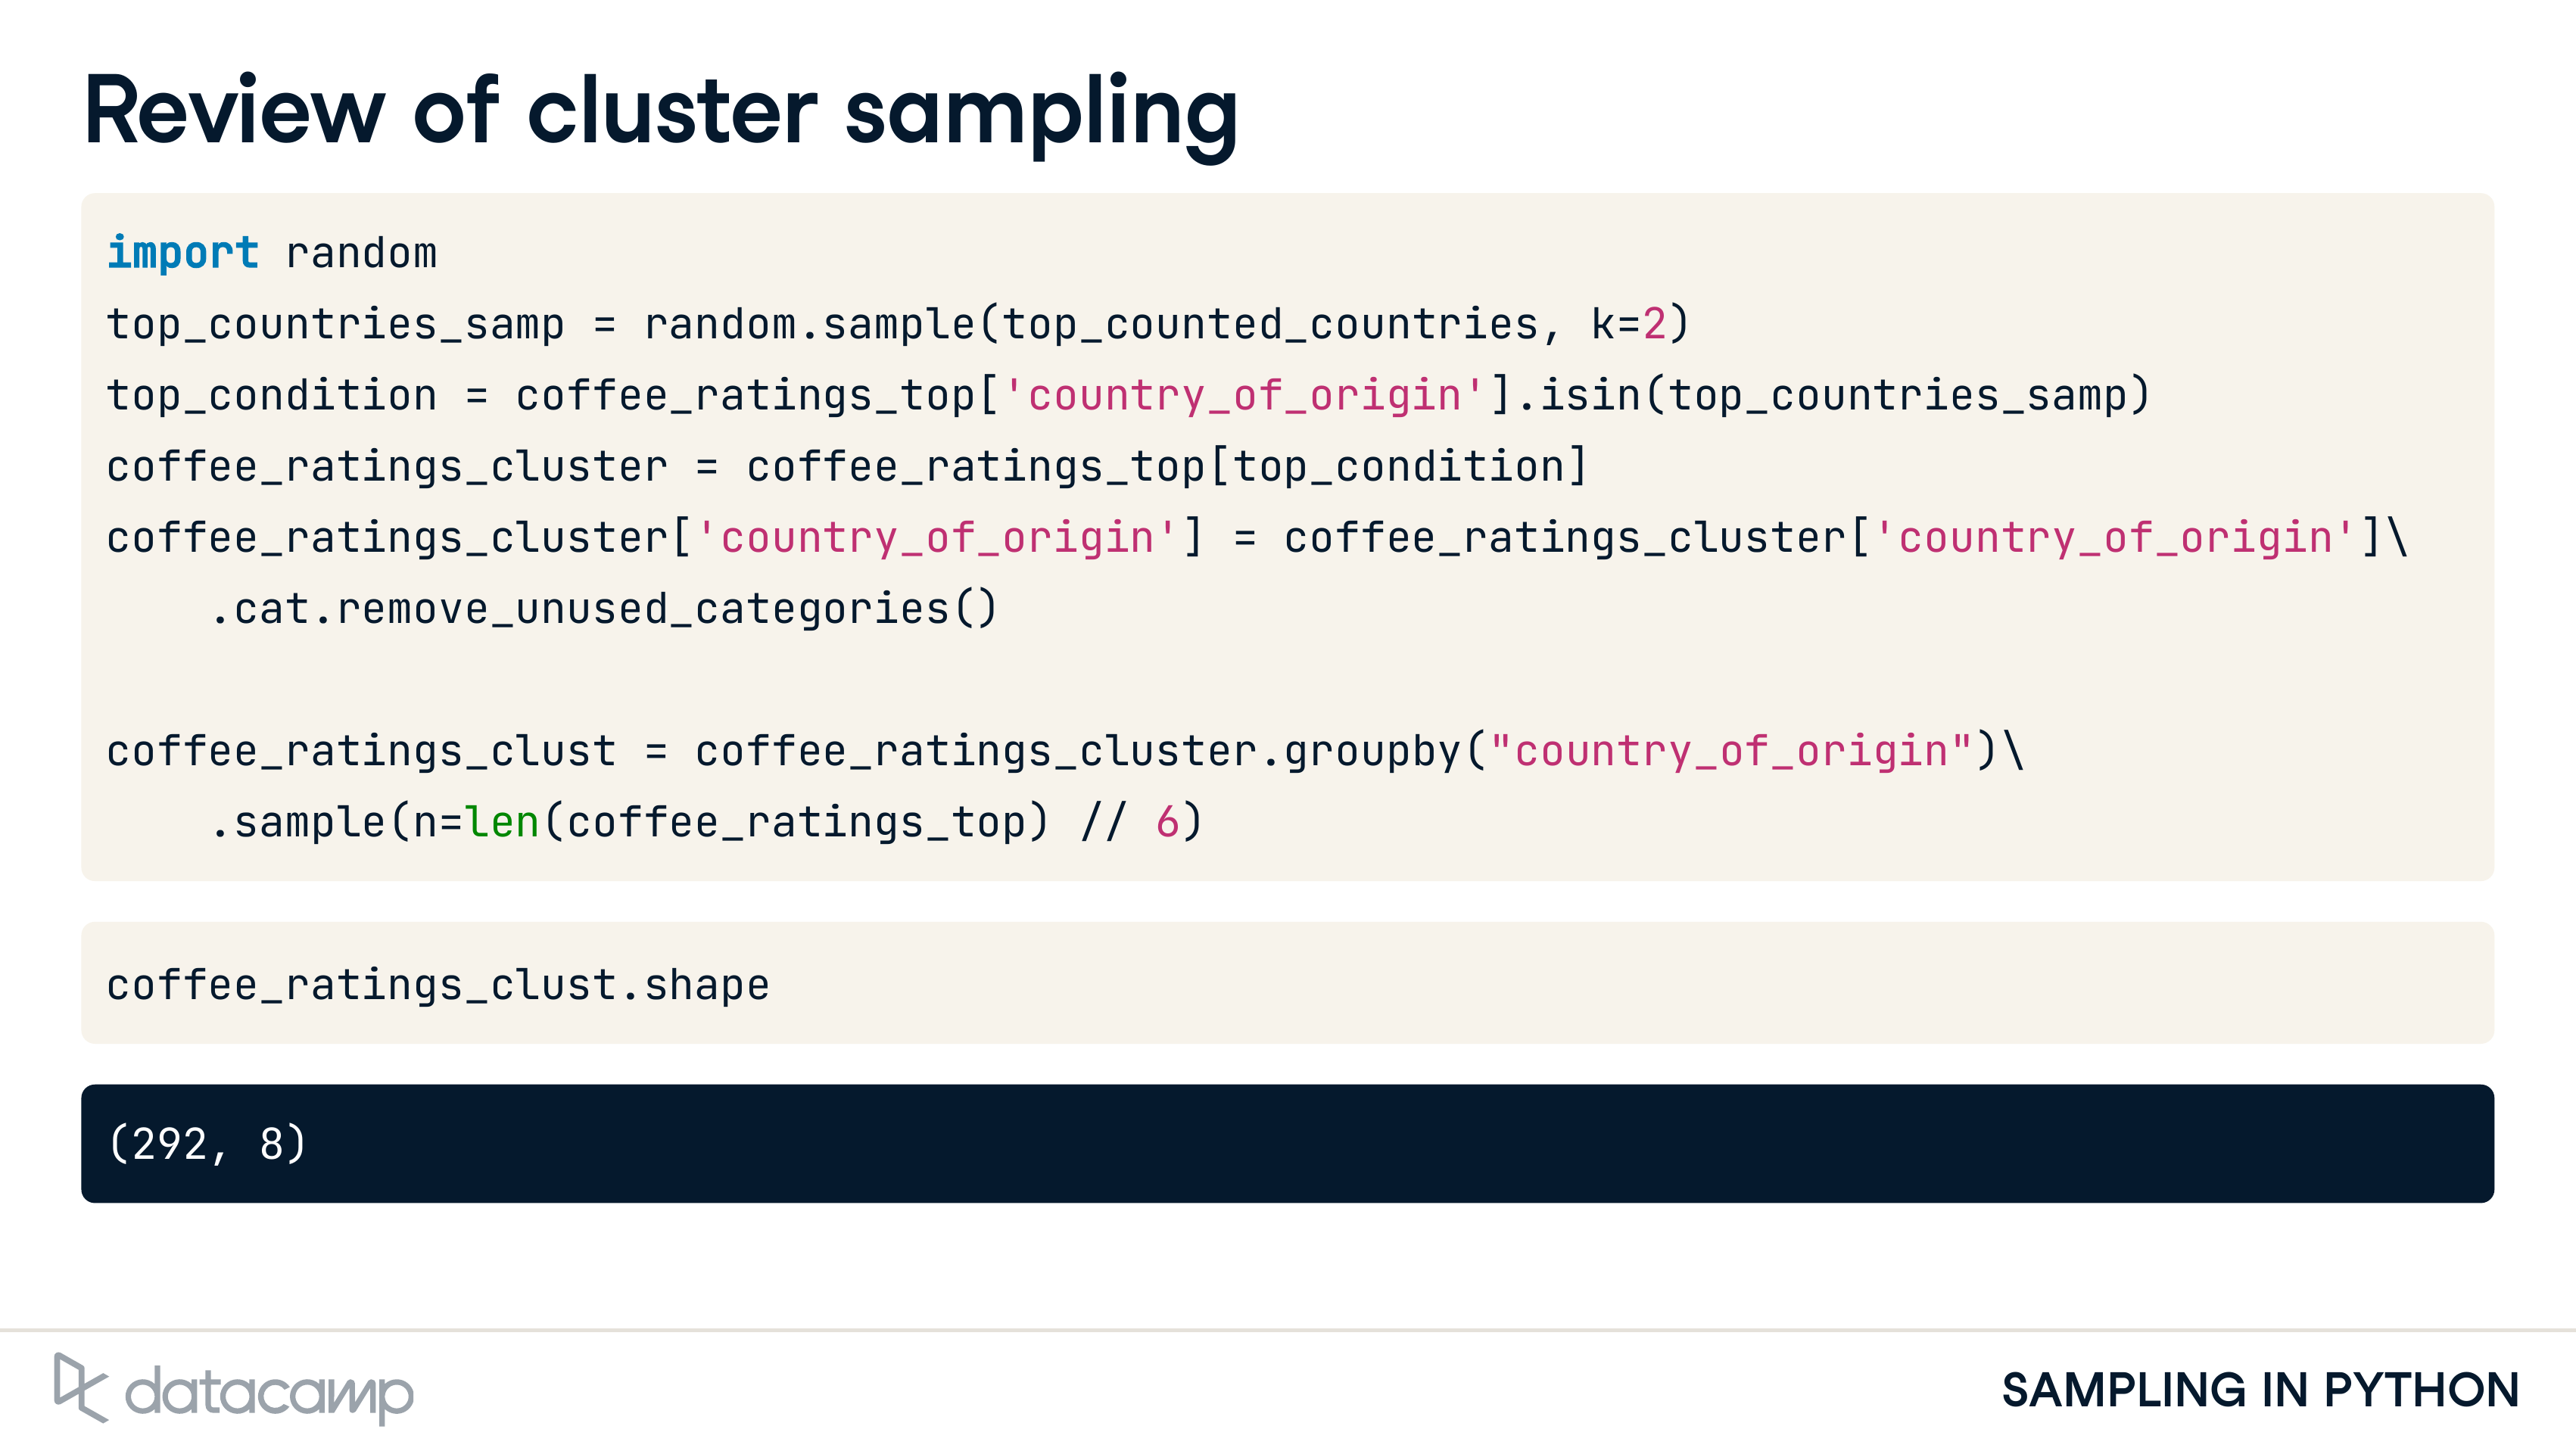 Review of cluster sampling
import random
top_countries_samp = random.sample(top_counted_countries, k=2)
top_condition = coffee_ratings_top['country_of_origin'].isin(top_countries_samp)
coffee_ratings_cluster = coffee_ratings_top[top_condition]
coffee_ratings_cluster['country_of_origin'] = coffee_ratings_cluster['country_of_origin']\
    .cat.remove_unused_categories()

coffee_ratings_clust = coffee_ratings_cluster.groupby("country_of_origin")\
    .sample(n=len(coffee_ratings_top) // 6)
coffee_ratings_clust.shape
(292, 8)
datacamp
SAMPLING IN PYTHON